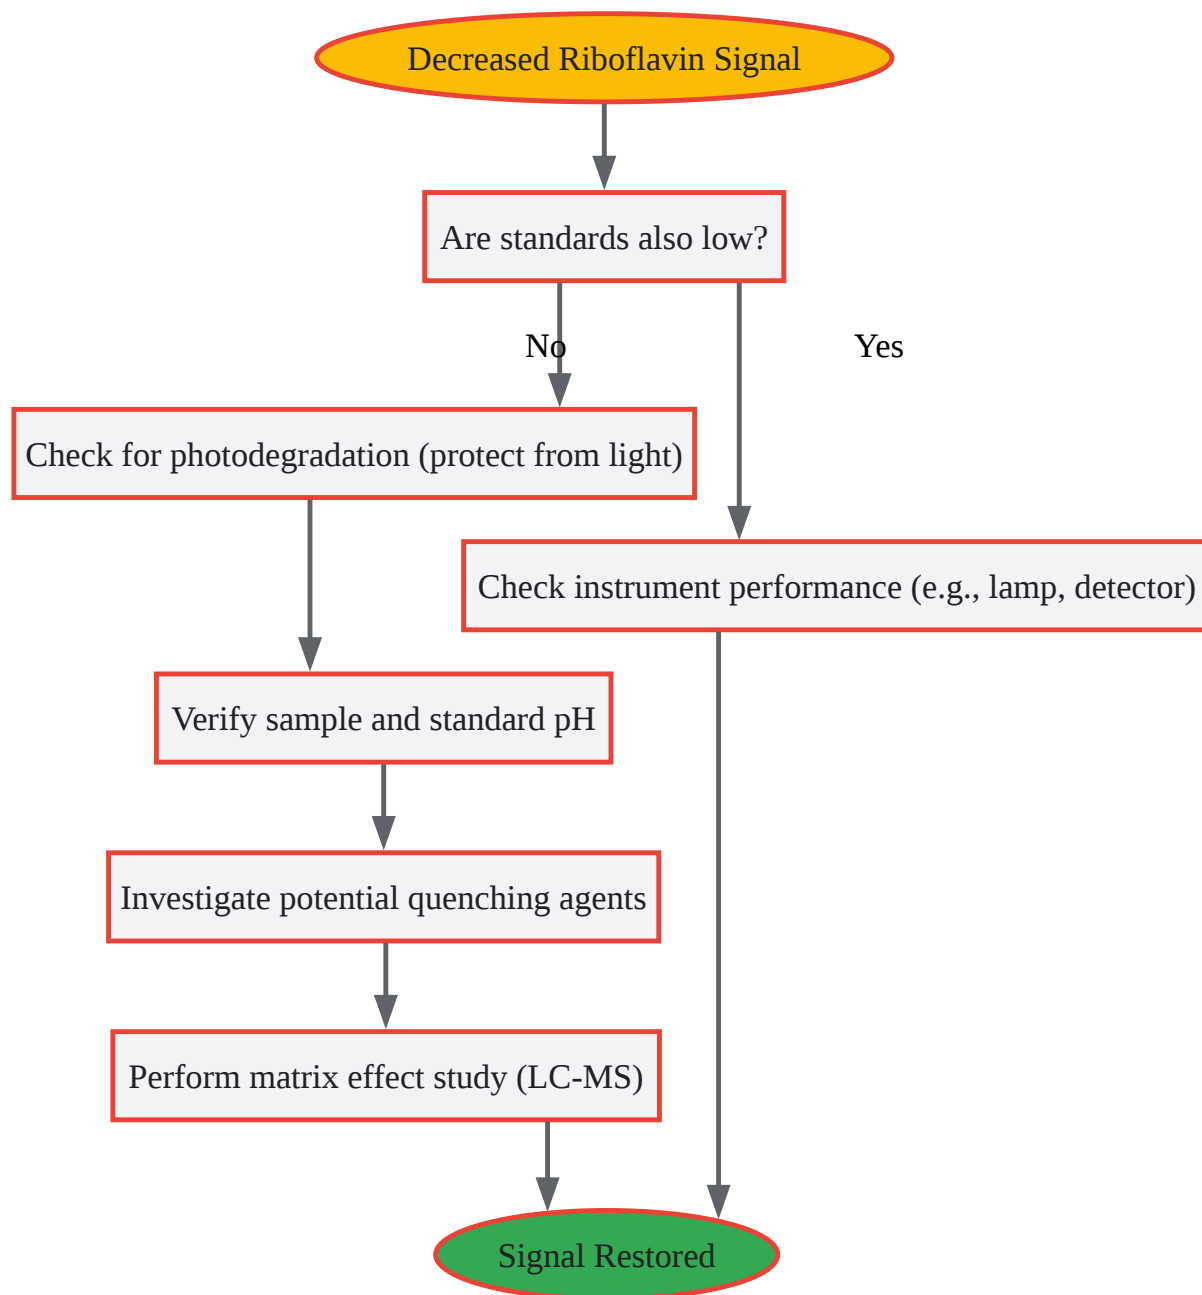 Decreased Riboflavin Signal
Are standards also low?
No
Yes
Check for photodegradation (protect from light)
Check instrument performance (e.g., lamp, detector)
Verify sample and standard pH
Investigate potential quenching agents
Perform matrix effect study (LC-MS)
Signal Restored